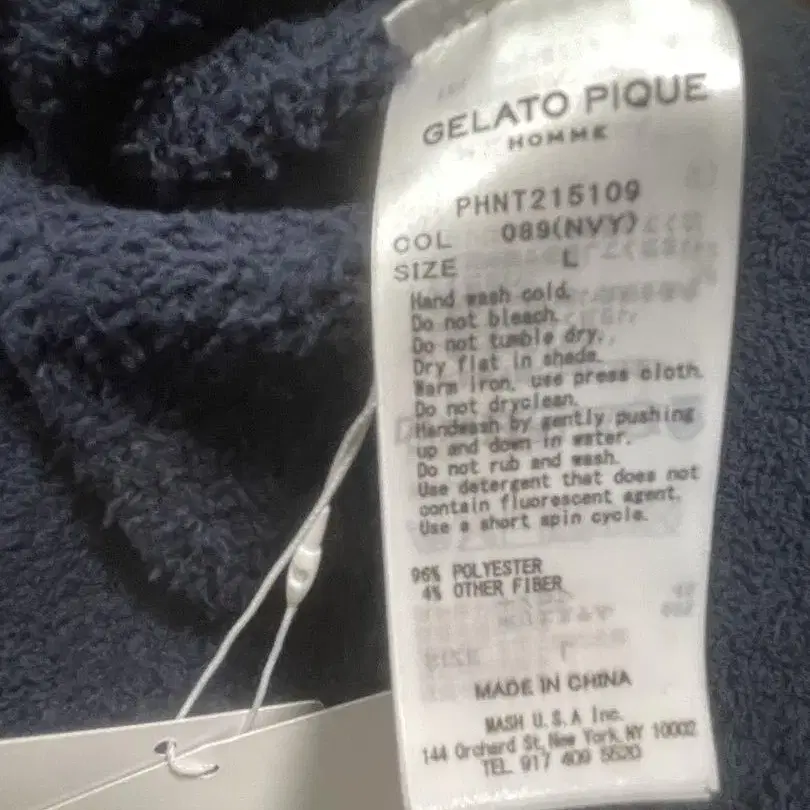 GELATO PIQUE
HOMME
PHNT215109
COL 089(NVY)
SIZE L
Hand wash cold.
Do not bleach.
Do not tumble dry.
Dry flat in shade.
Warm iron, use press cloth.
Do not dryclean.
Handwash by gently pushing
up and down in water.
Do not rub and wash.
Use detergent that does not
contain fluorescent agent.
Use a short spin cycle.
96% POLYESTER
4% OTHER FIBER
MADE IN CHINA
MASH U.S.A Inc.
144 Orchard St, New York, NY 10002
TEL 917 409 5520